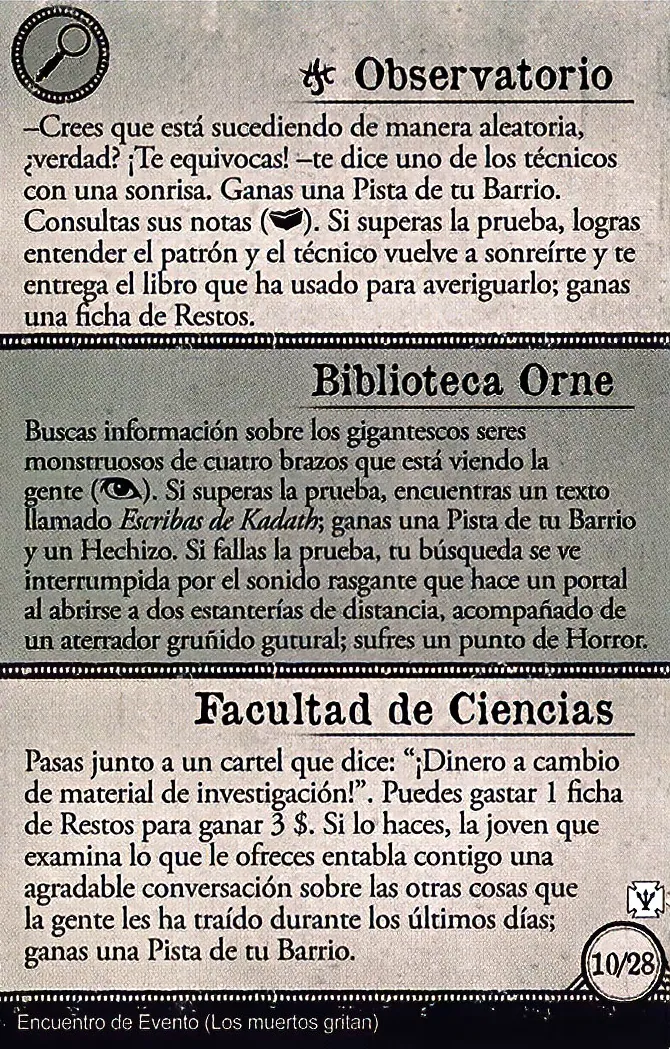 Observatorio
–Crees que está sucediendo de manera aleatoria,
¿verdad? ¡Te equivocas! –te dice uno de los técnicos
con una sonrisa. Ganas una Pista de tu Barrio.
Consultas sus notas (). Si superas la prueba, logras
entender el patrón y el técnico vuelve a sonreírte y te
entrega el libro que ha usado para averiguarlo; ganas
una ficha de Restos.
Biblioteca Orne
Buscas información sobre los gigantescos seres
monstruosos de cuatro brazos que está viendo la
gente (). Si superas la prueba, encuentras un texto
llamado Escribas de Kadath; ganas una Pista de tu Barrio
y un Hechizo. Si fallas la prueba, tu búsqueda se ve
interrumpida por el sonido rasgante que hace un portal
al abrirse a dos estanterías de distancia, acompañado de
un aterrador gruñido gutural; sufres un punto de Horror.
Facultad de Ciencias
Pasas junto a un cartel que dice: “¡Dinero a cambio
de material de investigación!”. Puedes gastar 1 ficha
de Restos para ganar 3 $. Si lo haces, la joven que
examina lo que le ofreces entabla contigo una
agradable conversación sobre las otras cosas que
la gente les ha traído durante los últimos días;
ganas una Pista de tu Barrio.
10/28
Encuentro de Evento (Los muertos gritan)